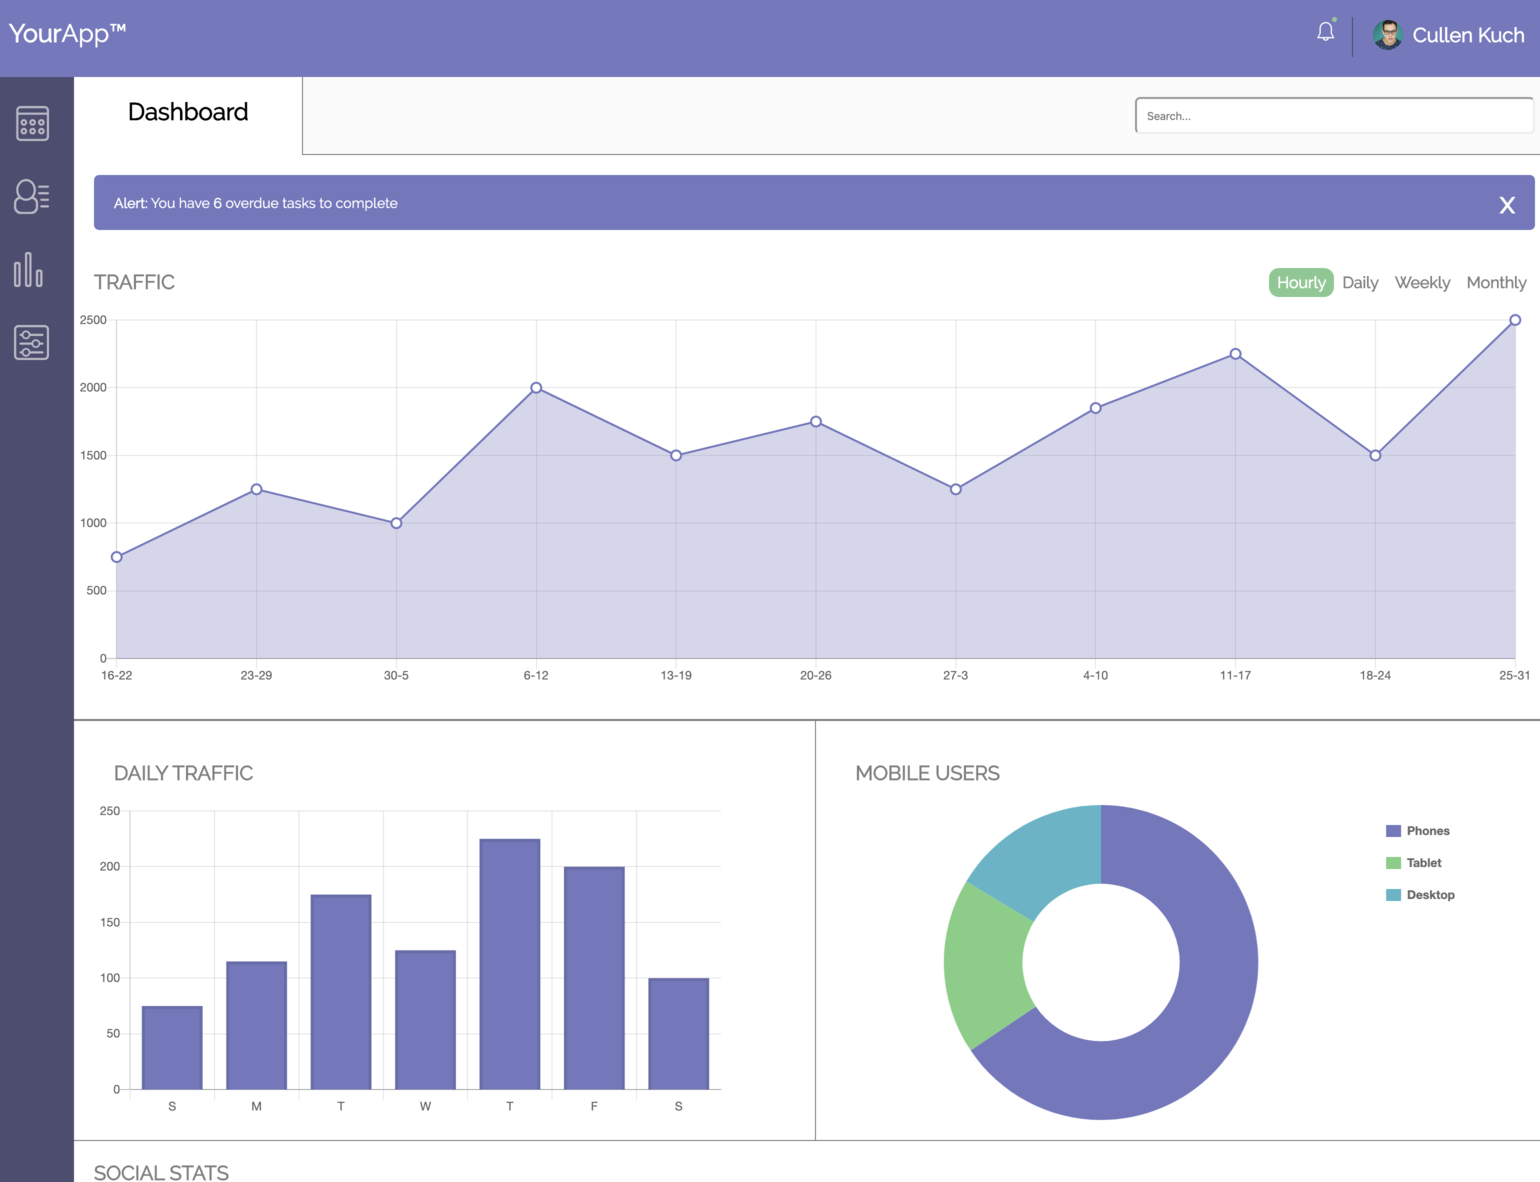 YourApp™
Cullen Kuch
Dashboard
Search...
Alert: You have 6 overdue tasks to complete
X
TRAFFIC
Hourly Daily Weekly Monthly
2500
2000
1500
1000
500
0
16-22 23-29 30-5 6-12 13-19 20-26 27-3 4-10 11-17 18-24 25-31
DAILY TRAFFIC
250
200
150
100
50
0
S M T W T F S
MOBILE USERS
Phones
Tablet
Desktop
SOCIAL STATS